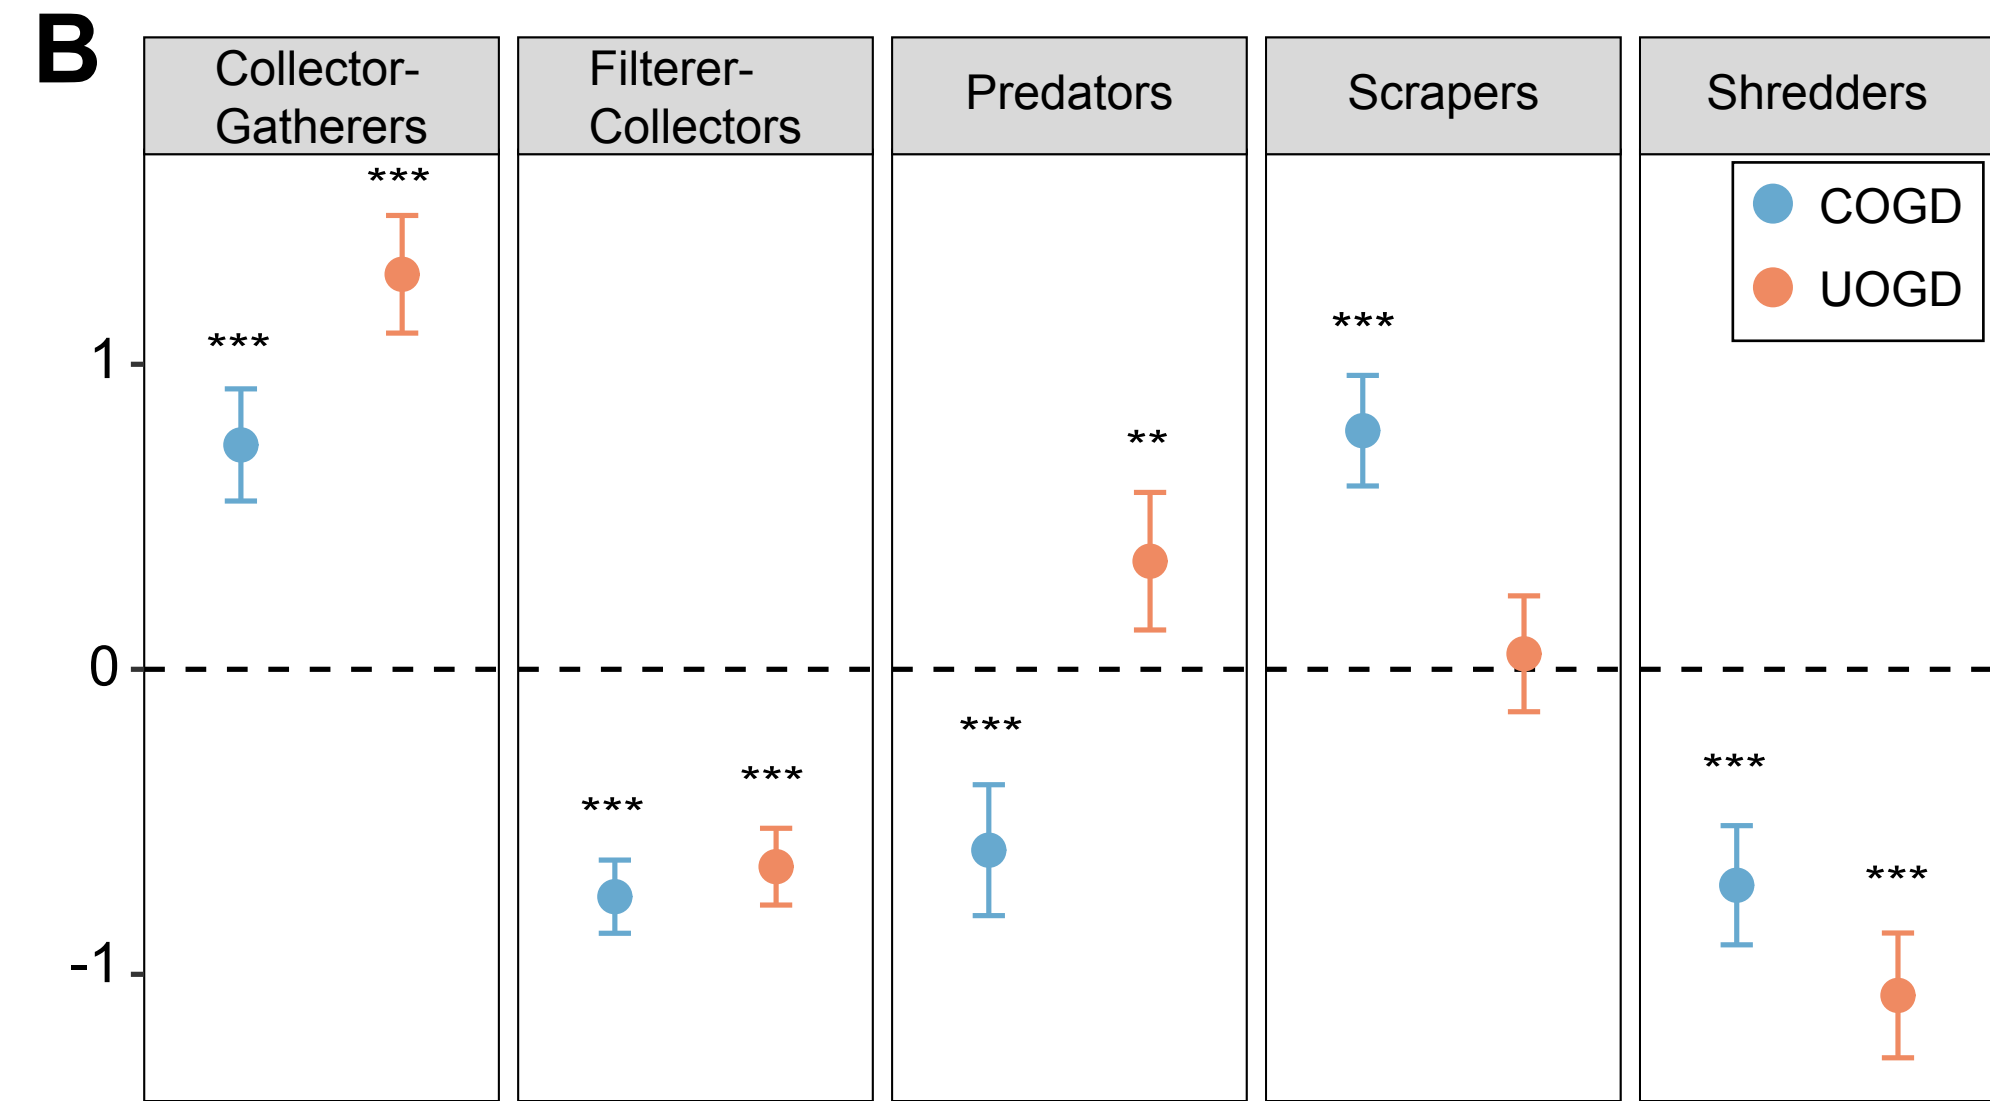 B
Collector-
Gatherers
Filterer-
Collectors
Predators
Scrapers
Shredders
COGD
UOGD
1
0
-1
***
***
***
***
***
**
***
***
***